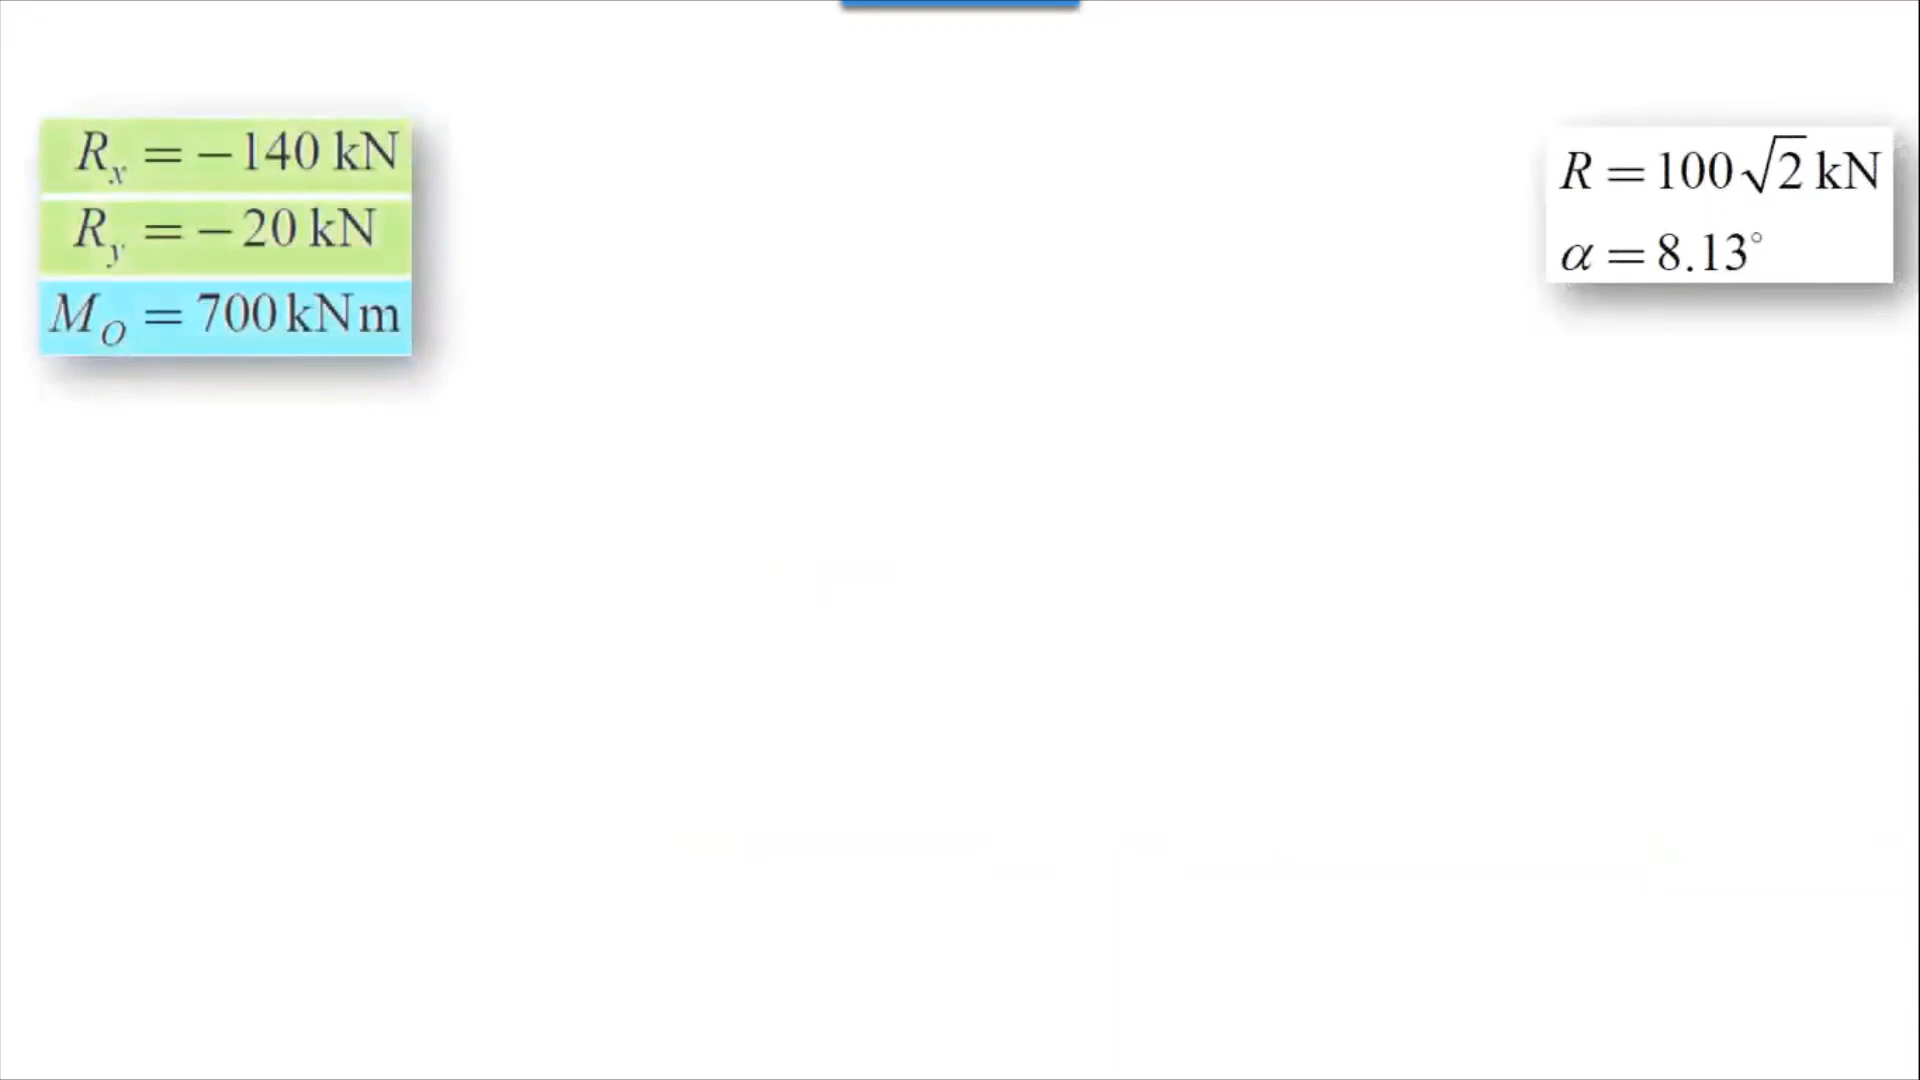 Rx = −140 kN
Ry = −20 kN
MO = 700 kNm
R = 100√2 kN
α = 8.13°